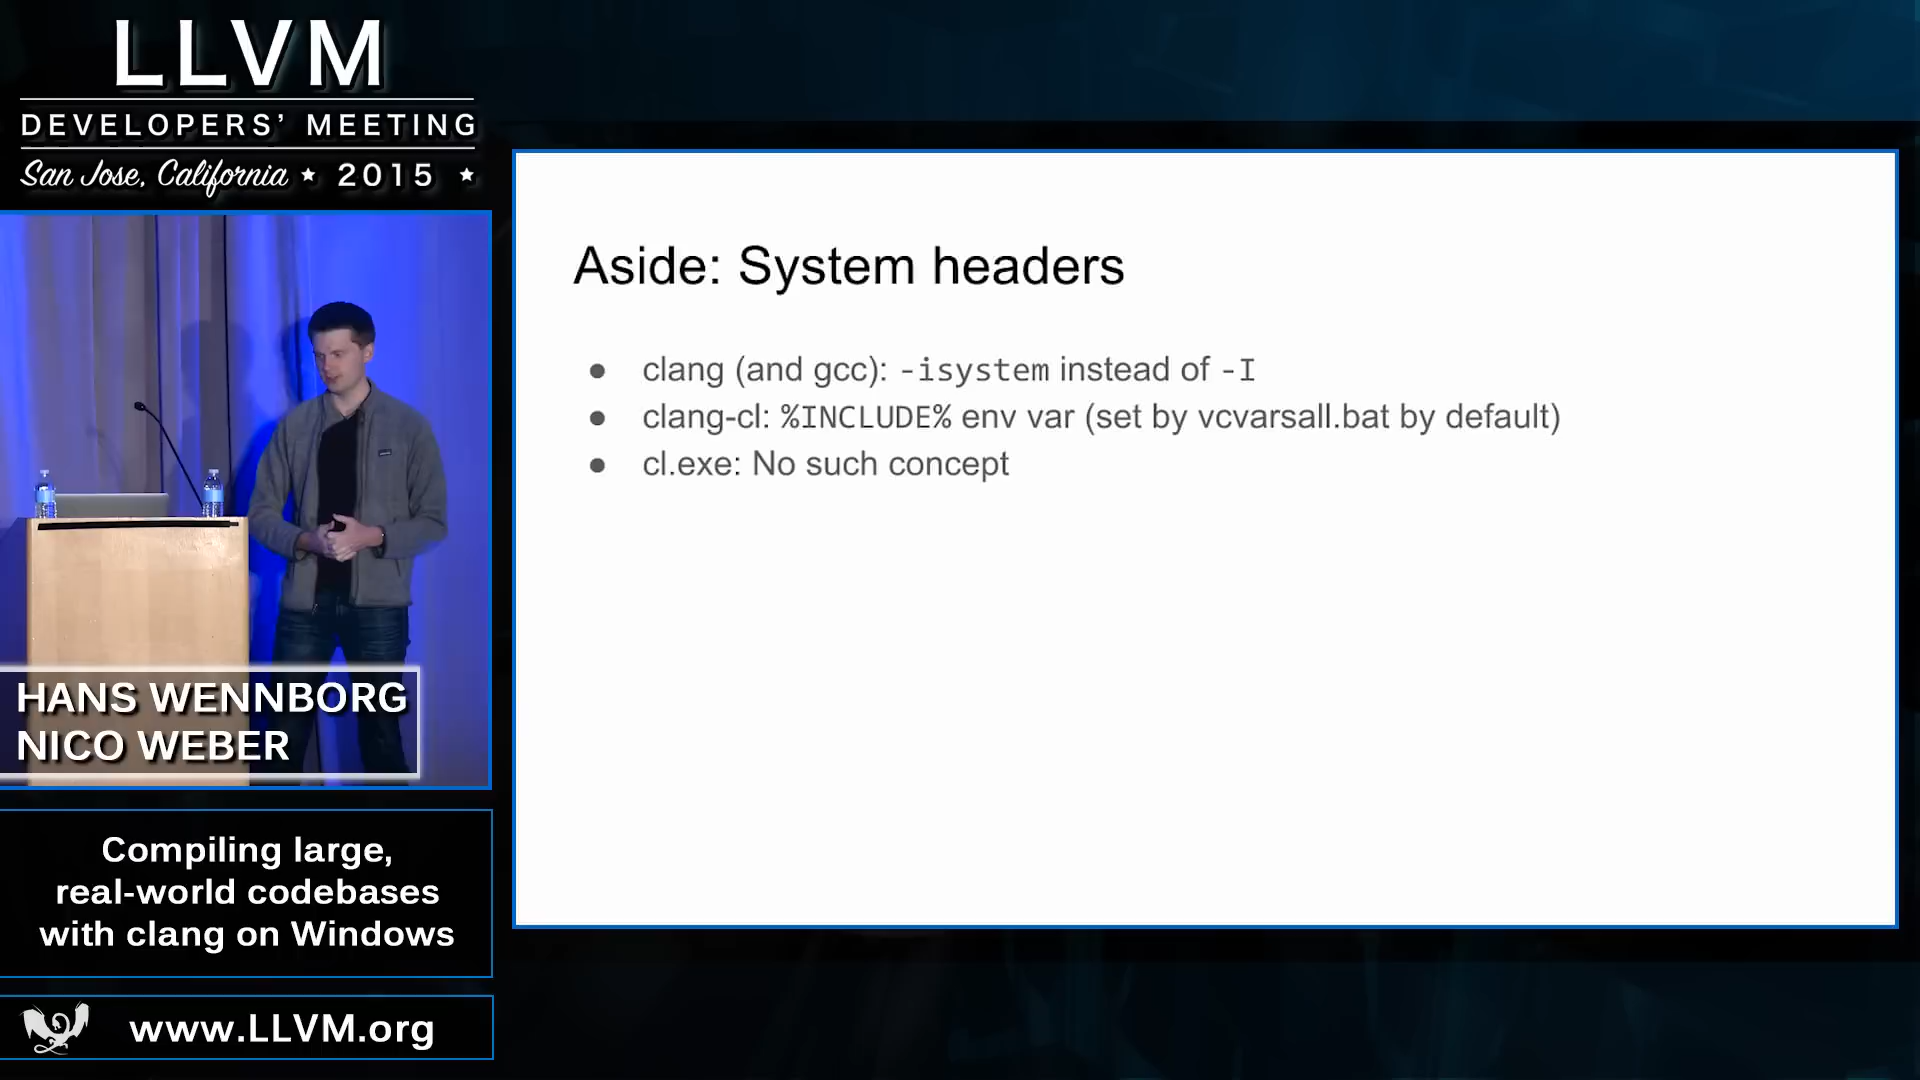 LLVM
DEVELOPERS’ MEETING
San Jose, California ★ 2015 ★
HANS WENNBORG
NICO WEBER
Compiling large,
real-world codebases
with clang on Windows
www.LLVM.org
Aside: System headers
● clang (and gcc): -isystem instead of -I
● clang-cl: %INCLUDE% env var (set by vcvarsall.bat by default)
● cl.exe: No such concept